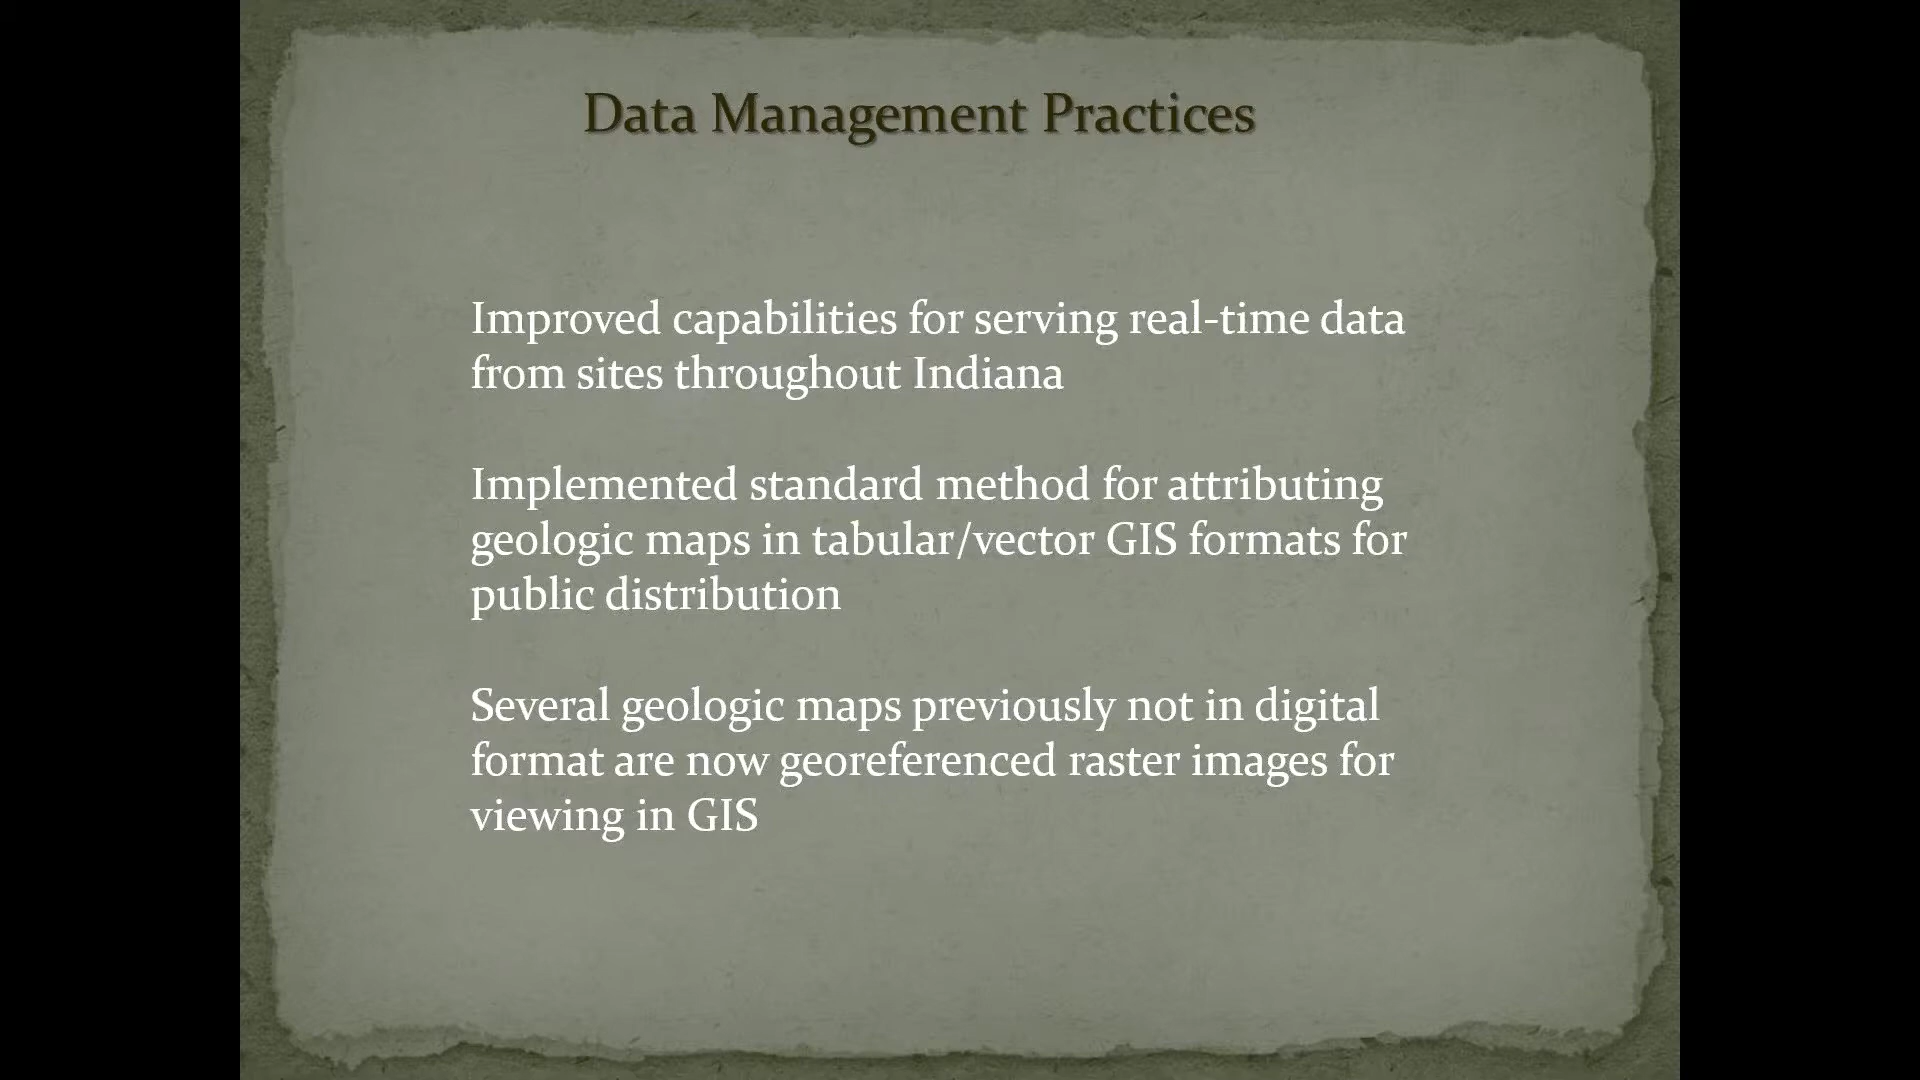 Data Management Practices
Improved capabilities for serving real-time data
from sites throughout Indiana
Implemented standard method for attributing
geologic maps in tabular/vector GIS formats for
public distribution
Several geologic maps previously not in digital
format are now georeferenced raster images for
viewing in GIS